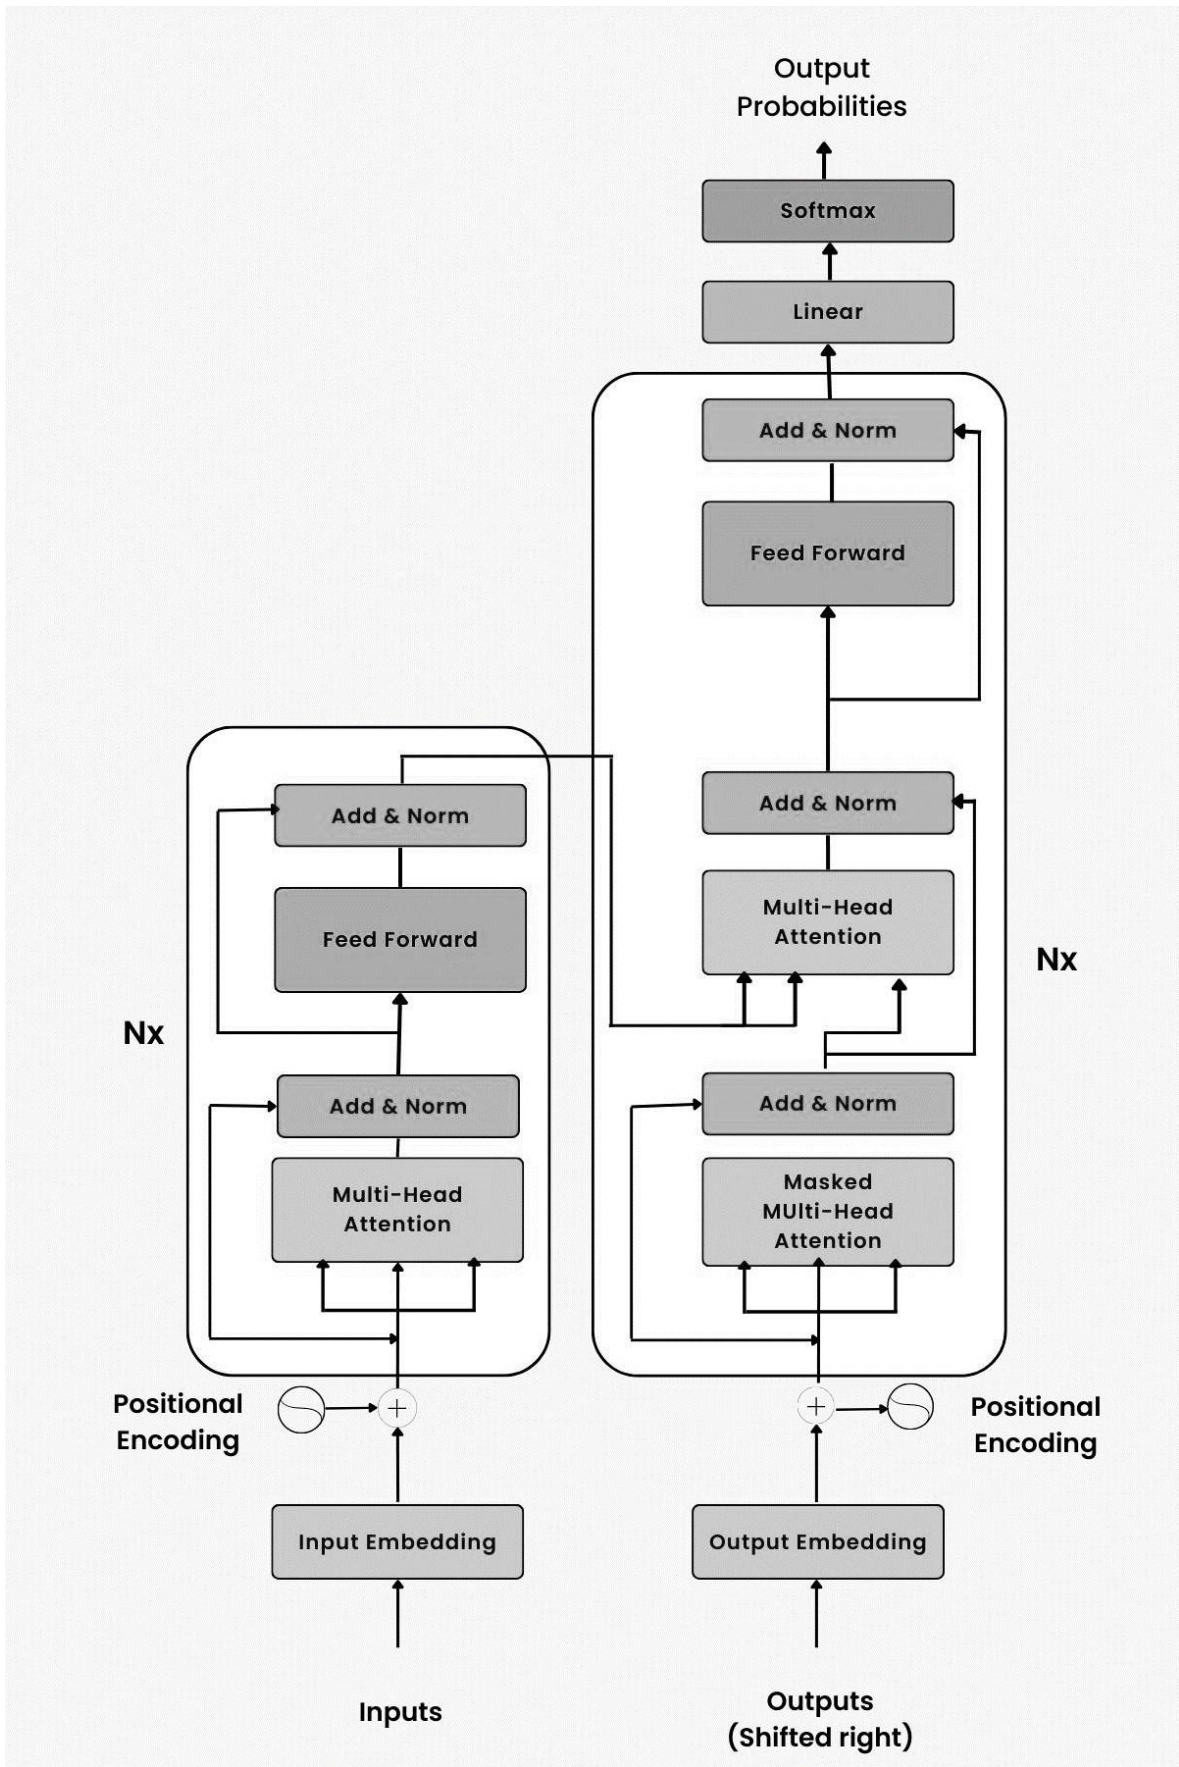 Output
Probabilities
Softmax
Linear
Add & Norm
Feed Forward
Add & Norm
Multi-Head
Attention
Nx
Add & Norm
Masked
MUlti-Head
Attention
Positional
Encoding
Output Embedding
Outputs
(Shifted right)
Add & Norm
Feed Forward
Nx
Add & Norm
Multi-Head
Attention
Positional
Encoding
Input Embedding
Inputs